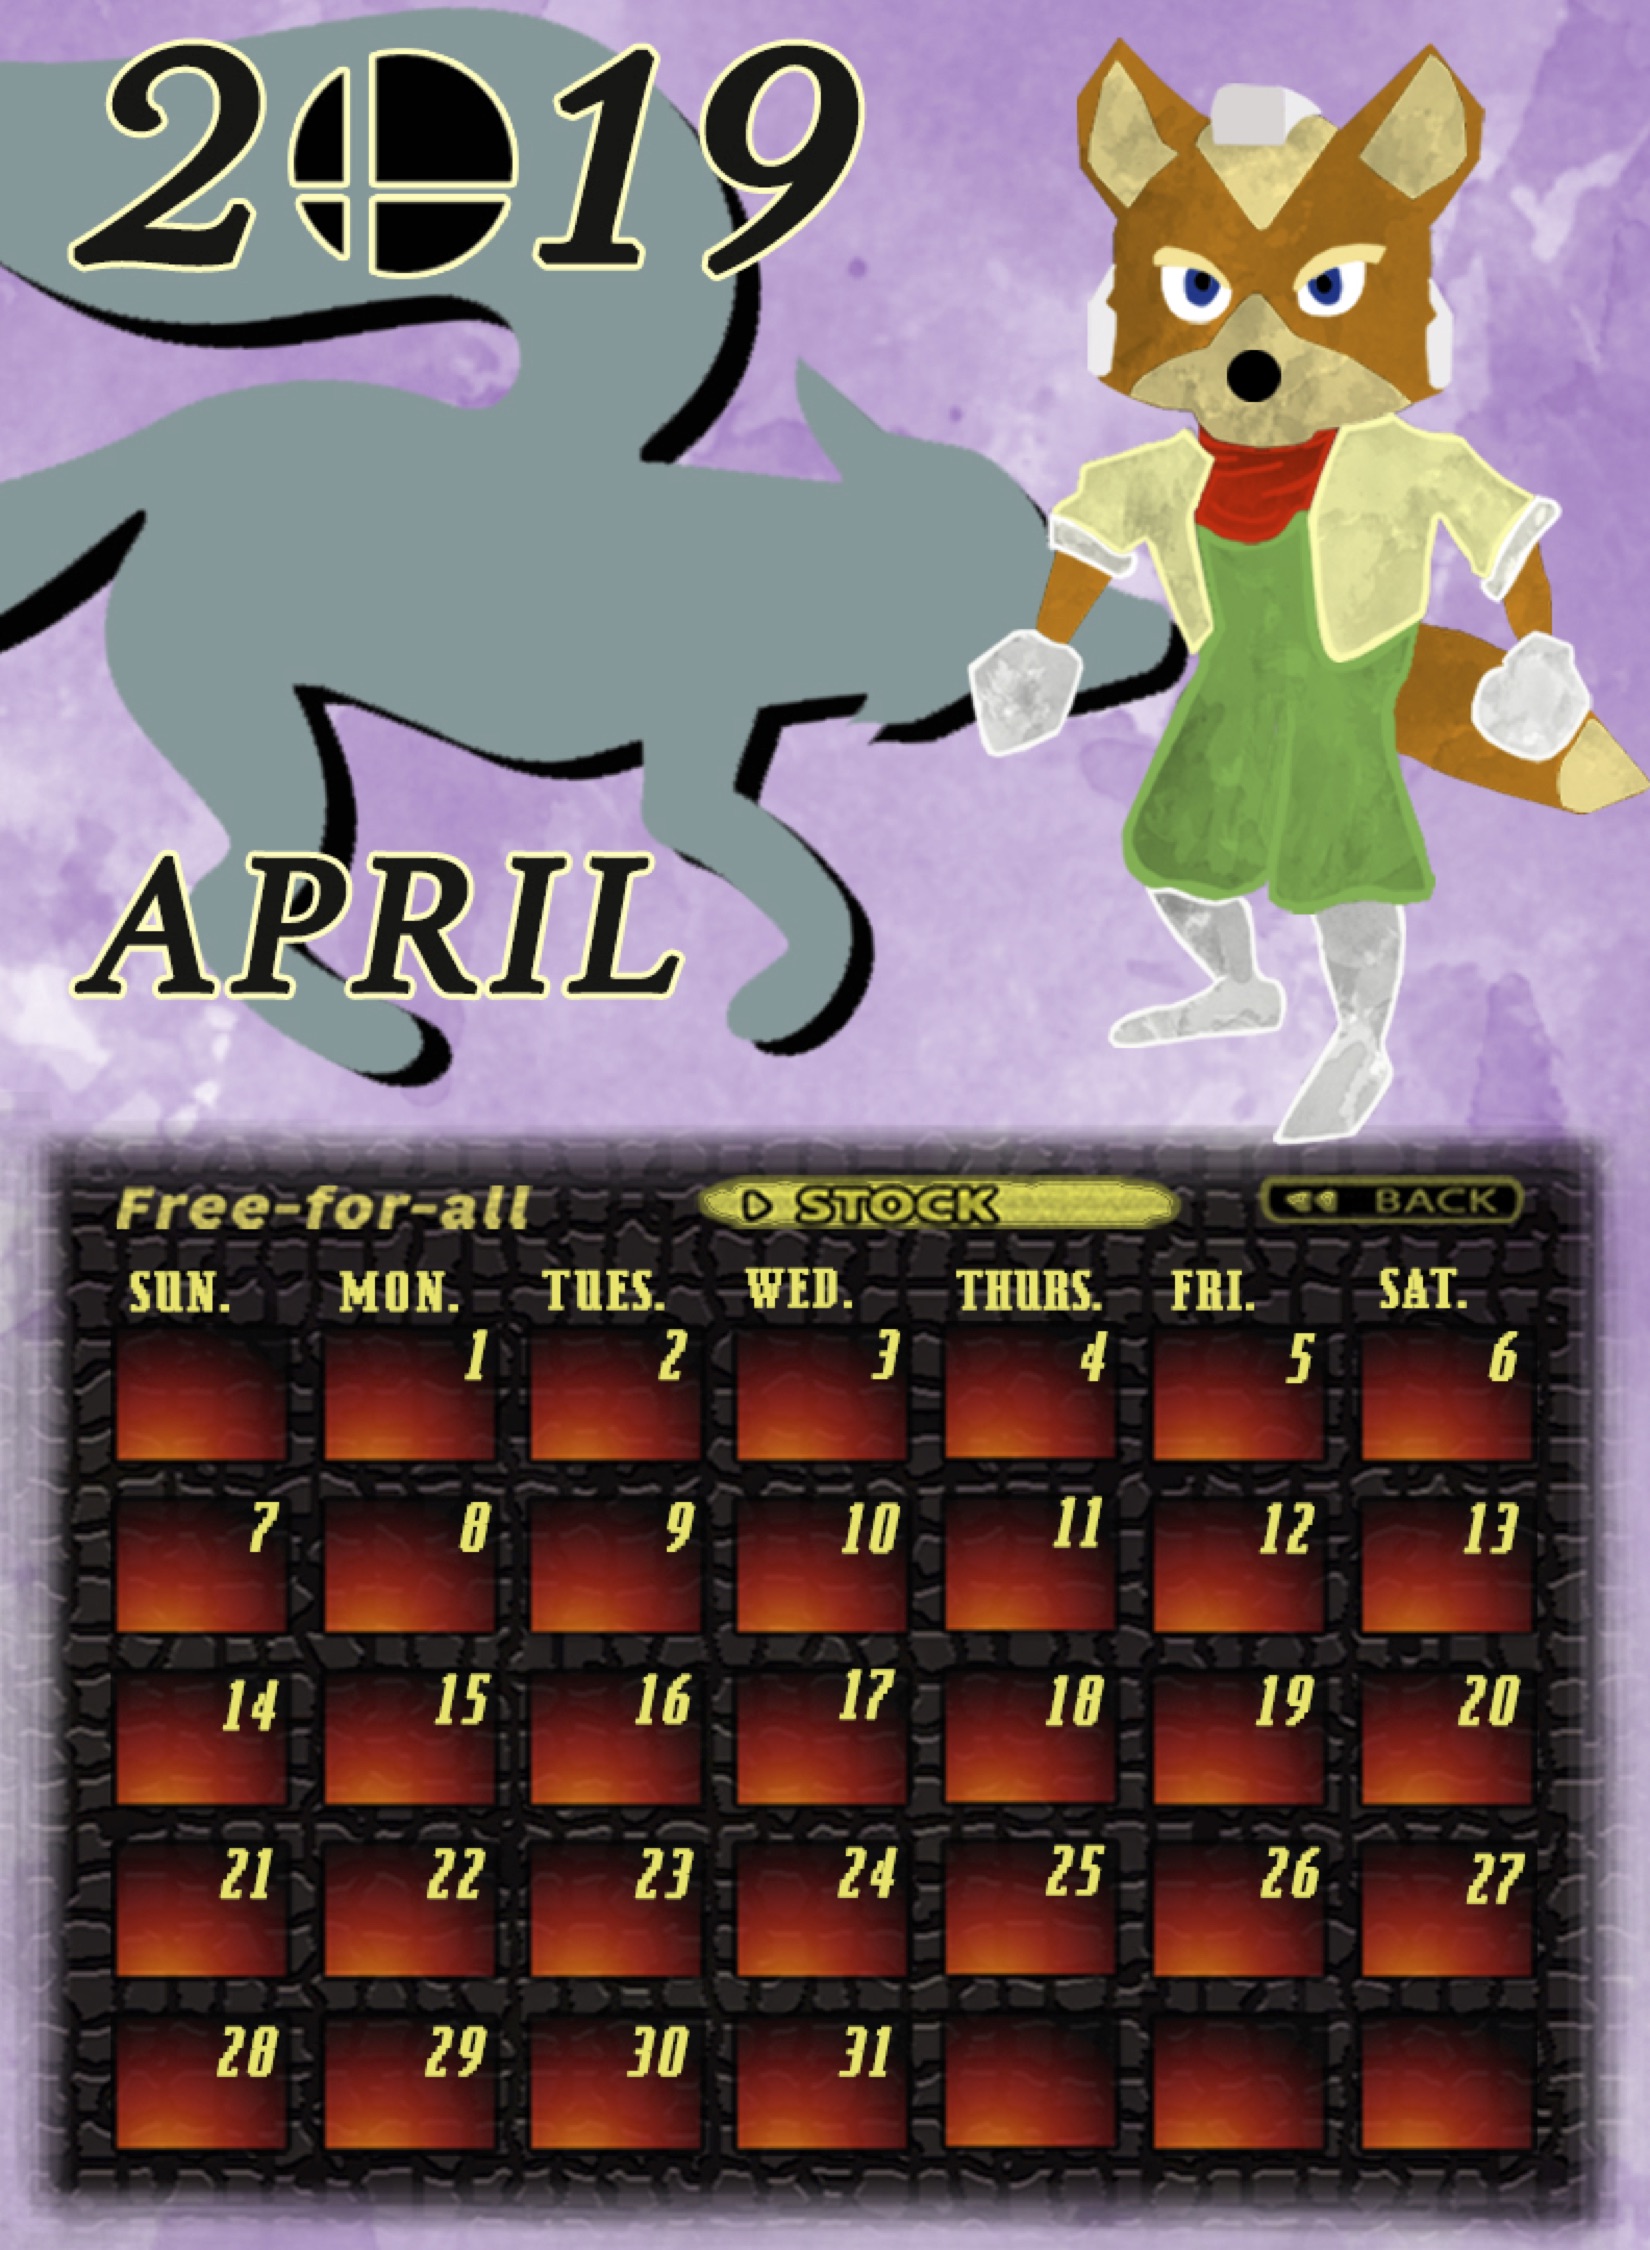 2019
APRIL
Free-for-all STOCK BACK
SUN. MON. TUES. WED. THURS. FRI. SAT.
1 2 3 4 5 6
7 8 9 10 11 12 13
14 15 16 17 18 19 20
21 22 23 24 25 26 27
28 29 30 31